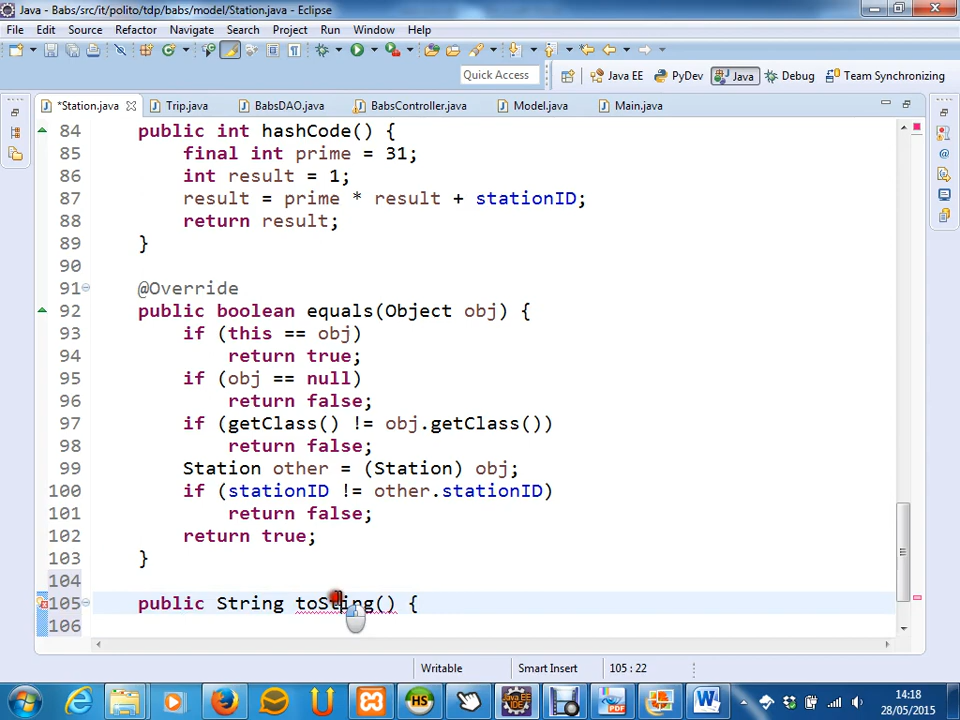 Java - Babs/src/it/polito/tdp/babs/model/Station.java - Eclipse
File Edit Source Refactor Navigate Search Project Run Window Help
Quick Access Java EE PyDev Java Debug Team Synchronizing
*Station.java Trip.java BabsDAO.java BabsController.java Model.java Main.java
84 public int hashCode() {
85 final int prime = 31;
86 int result = 1;
87 result = prime * result + stationID;
88 return result;
89 }
90
91 @Override
92 public boolean equals(Object obj) {
93 if (this == obj)
94 return true;
95 if (obj == null)
96 return false;
97 if (getClass() != obj.getClass())
98 return false;
99 Station other = (Station) obj;
100 if (stationID != other.stationID)
101 return false;
102 return true;
103 }
104
105 public String toString() {
106
Writable Smart Insert 105 : 22
14:18
28/05/2015